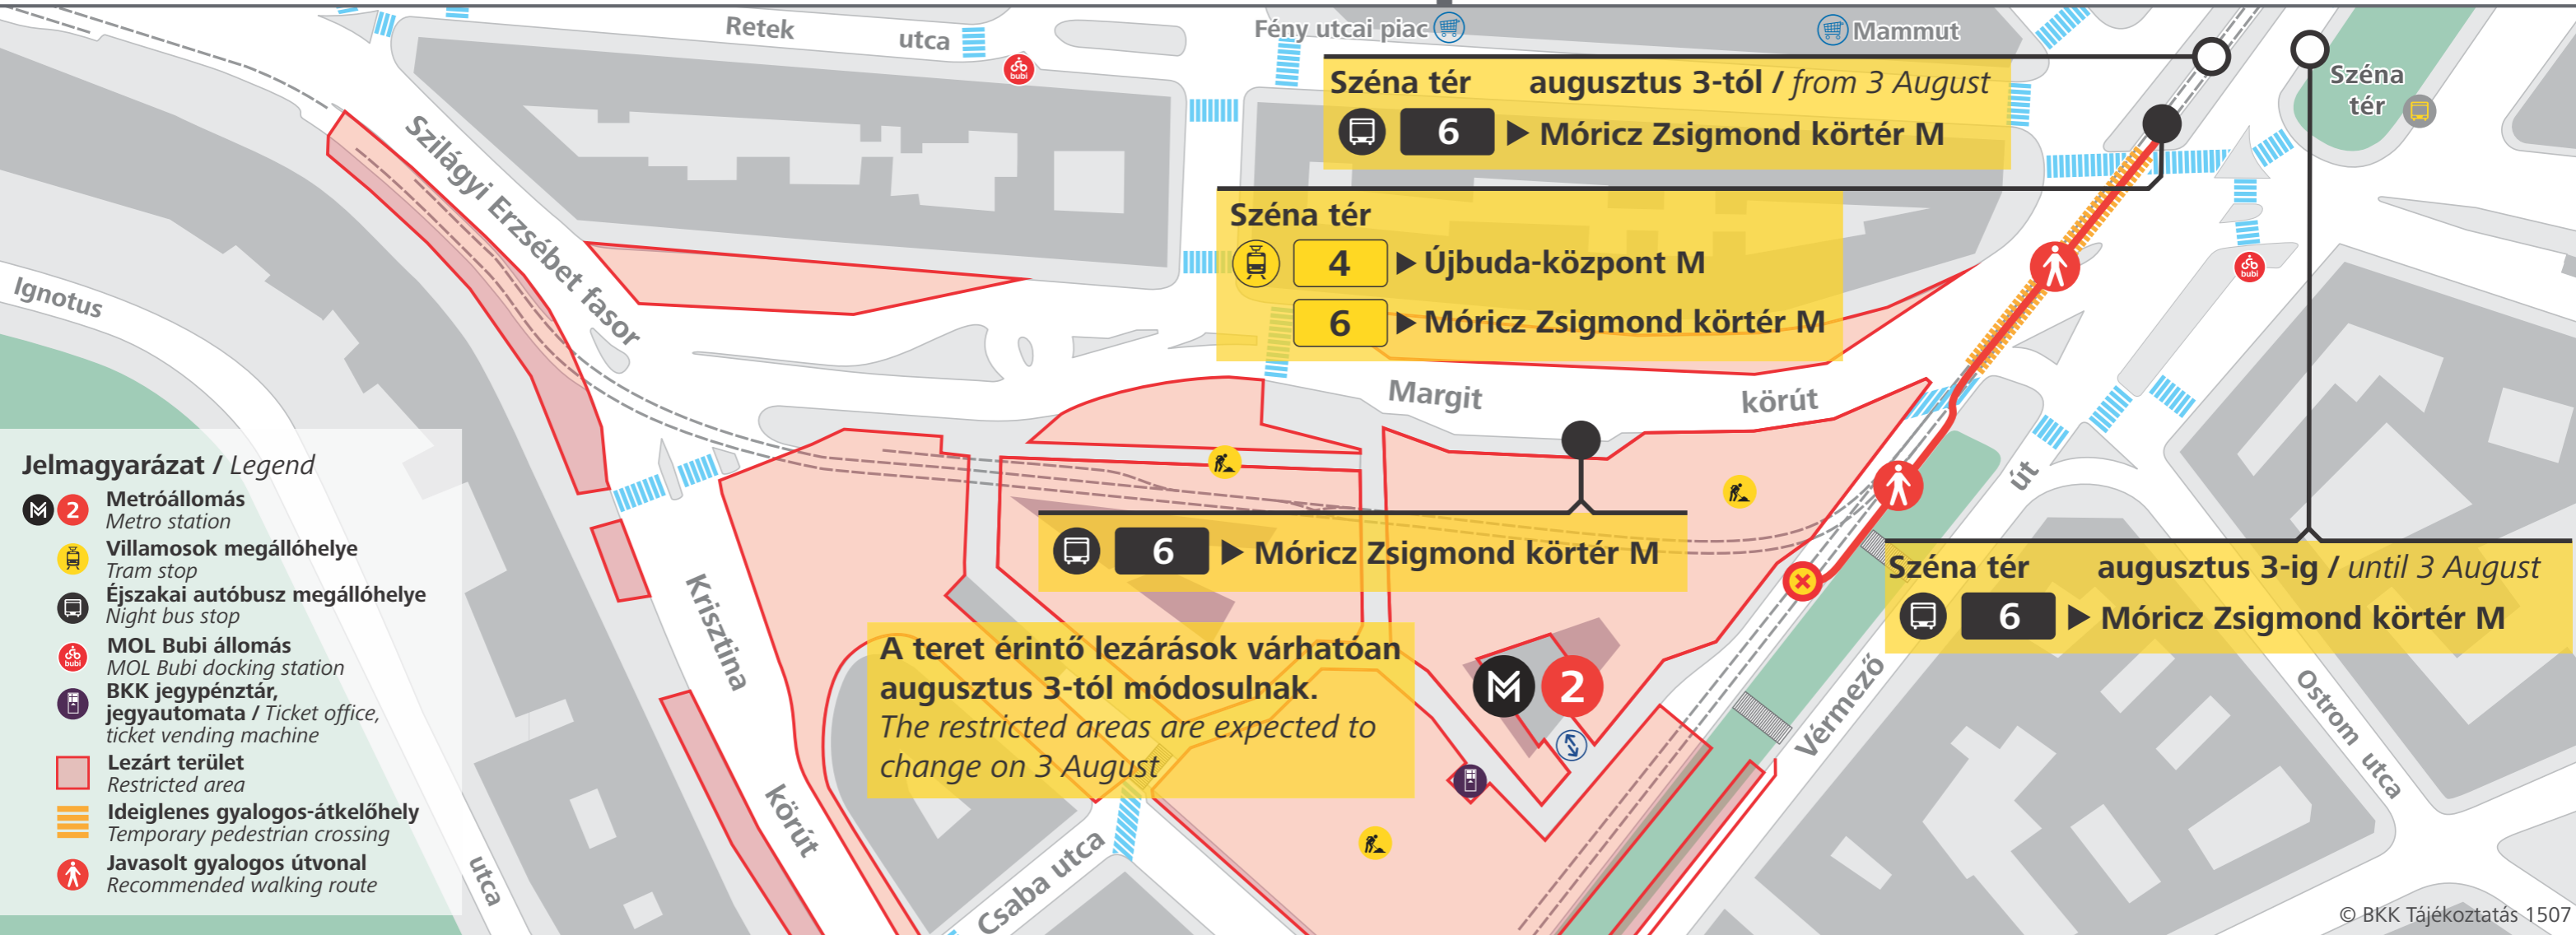 Retek utca
Fény utcai piac
Mammut
Széna
tér
bubi
Széna tér augusztus 3-tól / from 3 August
6 Móricz Zsigmond körtér M
Széna tér
4 Újbuda-központ M
6 Móricz Zsigmond körtér M
Szilágyi Erzsébet fasor
Ignotus
utca
bubi
Margit körút
6 Móricz Zsigmond körtér M
Széna tér augusztus 3-ig / until 3 August
6 Móricz Zsigmond körtér M
A teret érintő lezárások várhatóan
augusztus 3-tól módosulnak.
The restricted areas are expected to
change on 3 August
M 2
Krisztina
körút
Csaba utca
Vérmező
út
Ostrom utca
Jelmagyarázat / Legend
M 2 Metróállomás
Metro station
Villamosok megállóhelye
Tram stop
Éjszakai autóbusz megállóhelye
Night bus stop
bubi MOL Bubi állomás
MOL Bubi docking station
BKK jegypénztár,
jegyautomata / Ticket office,
ticket vending machine
Lezárt terület
Restricted area
Ideiglenes gyalogos-átkelőhely
Temporary pedestrian crossing
Javasolt gyalogos útvonal
Recommended walking route
© BKK Tájékoztatás 1507